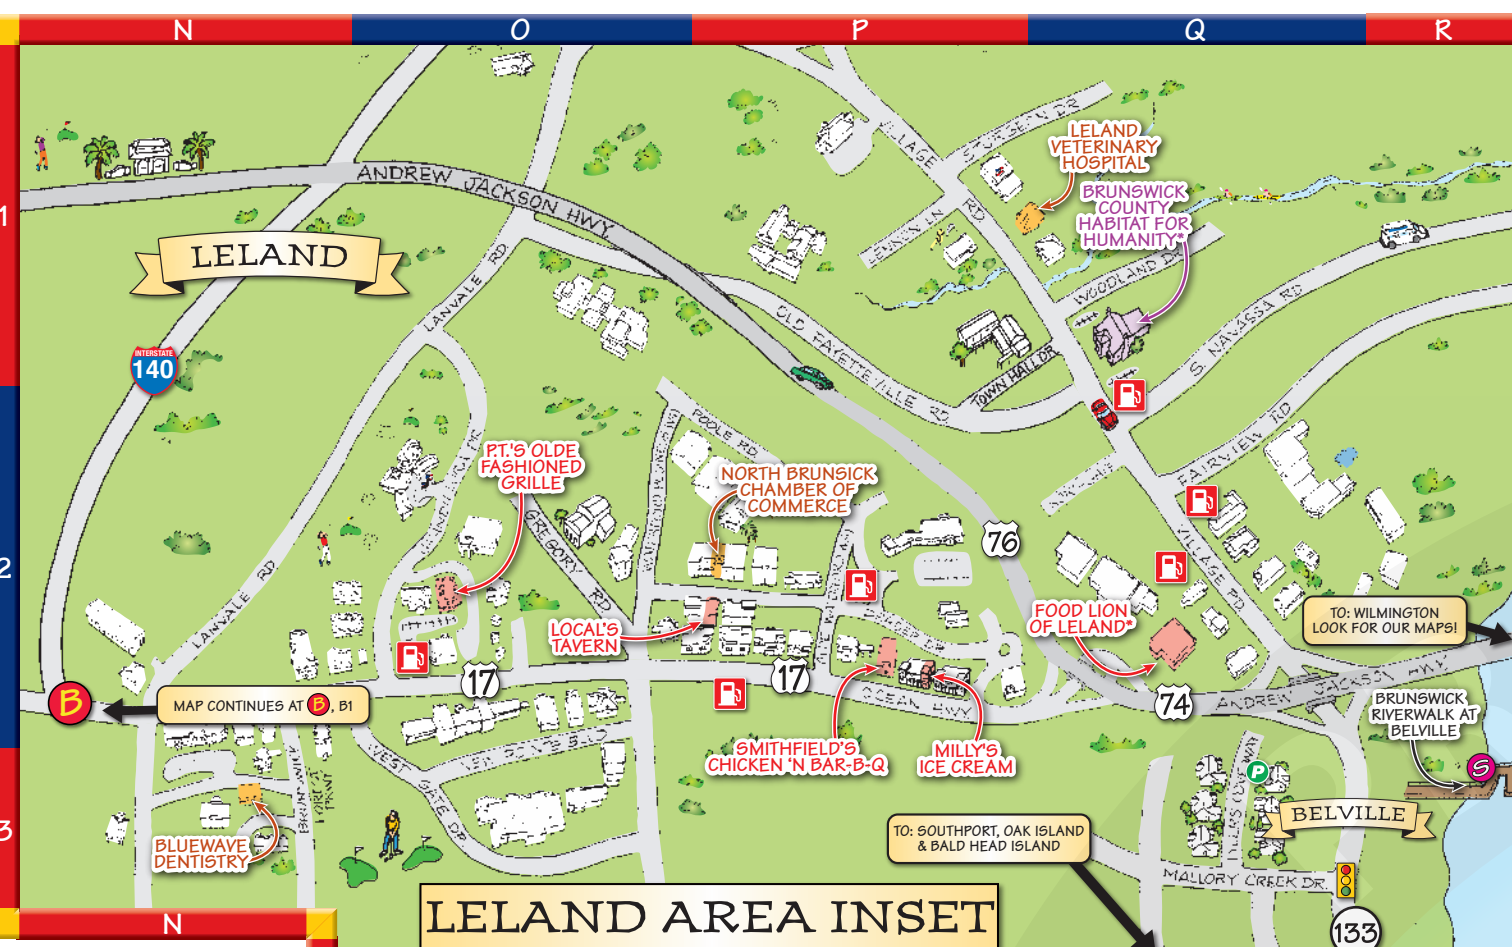 N
O
P
Q
R
1
2
3
ANDREW JACKSON HWY
STURGEON DR
VILLAGE
RD
LELAND
VETERINARY
HOSPITAL
BRUNSWICK
COUNTY
HABITAT FOR
HUMANITY*
WOODLAND DR
LELAND
LANVALE RD
INTERSTATE
140
OLD FAYETTEVILLE RD
TOWN HALL DR
S. NAVASSA RD
FAIRVIEW RD
POOLE RD
P.T.'S OLDE
FASHIONED
GRILLE
NORTH BRUNSICK
CHAMBER OF
COMMERCE
GREGORY
RD
76
VILLAGE RD
LANVALE RD
LOCAL'S
TAVERN
FOOD LION
OF LELAND*
TO: WILMINGTON
LOOK FOR OUR MAPS!
17
17
74
ANDREW JACKSON HWY
OCEAN HWY
B
MAP CONTINUES AT B, B1
BRUNSWICK
RIVERWALK AT
BELVILLE
S
SMITHFIELD'S
CHICKEN 'N BAR-B-Q
MILLY'S
ICE CREAM
WEST GATE DR
P
BELVILLE
BLUEWAVE
DENTISTRY
TO: SOUTHPORT, OAK ISLAND
& BALD HEAD ISLAND
MALLORY CREEK DR.
133
LELAND AREA INSET
N